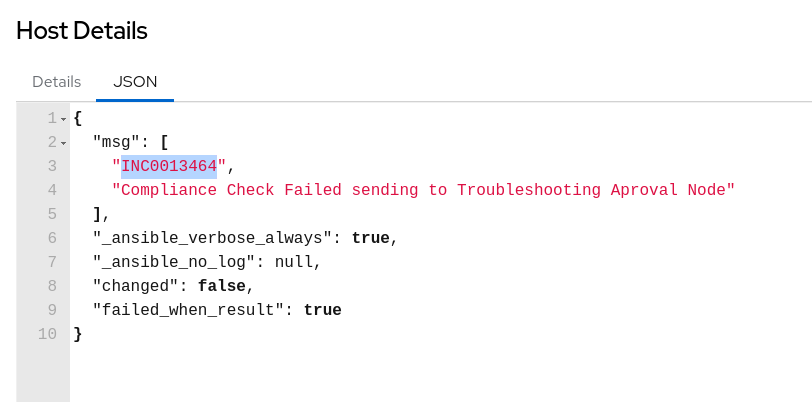 Host Details
Details JSON
1 {
2 "msg": [
3 "INC0013464",
4 "Compliance Check Failed sending to Troubleshooting Aproval Node"
5 ],
6 "_ansible_verbose_always": true,
7 "_ansible_no_log": null,
8 "changed": false,
9 "failed_when_result": true
10 }